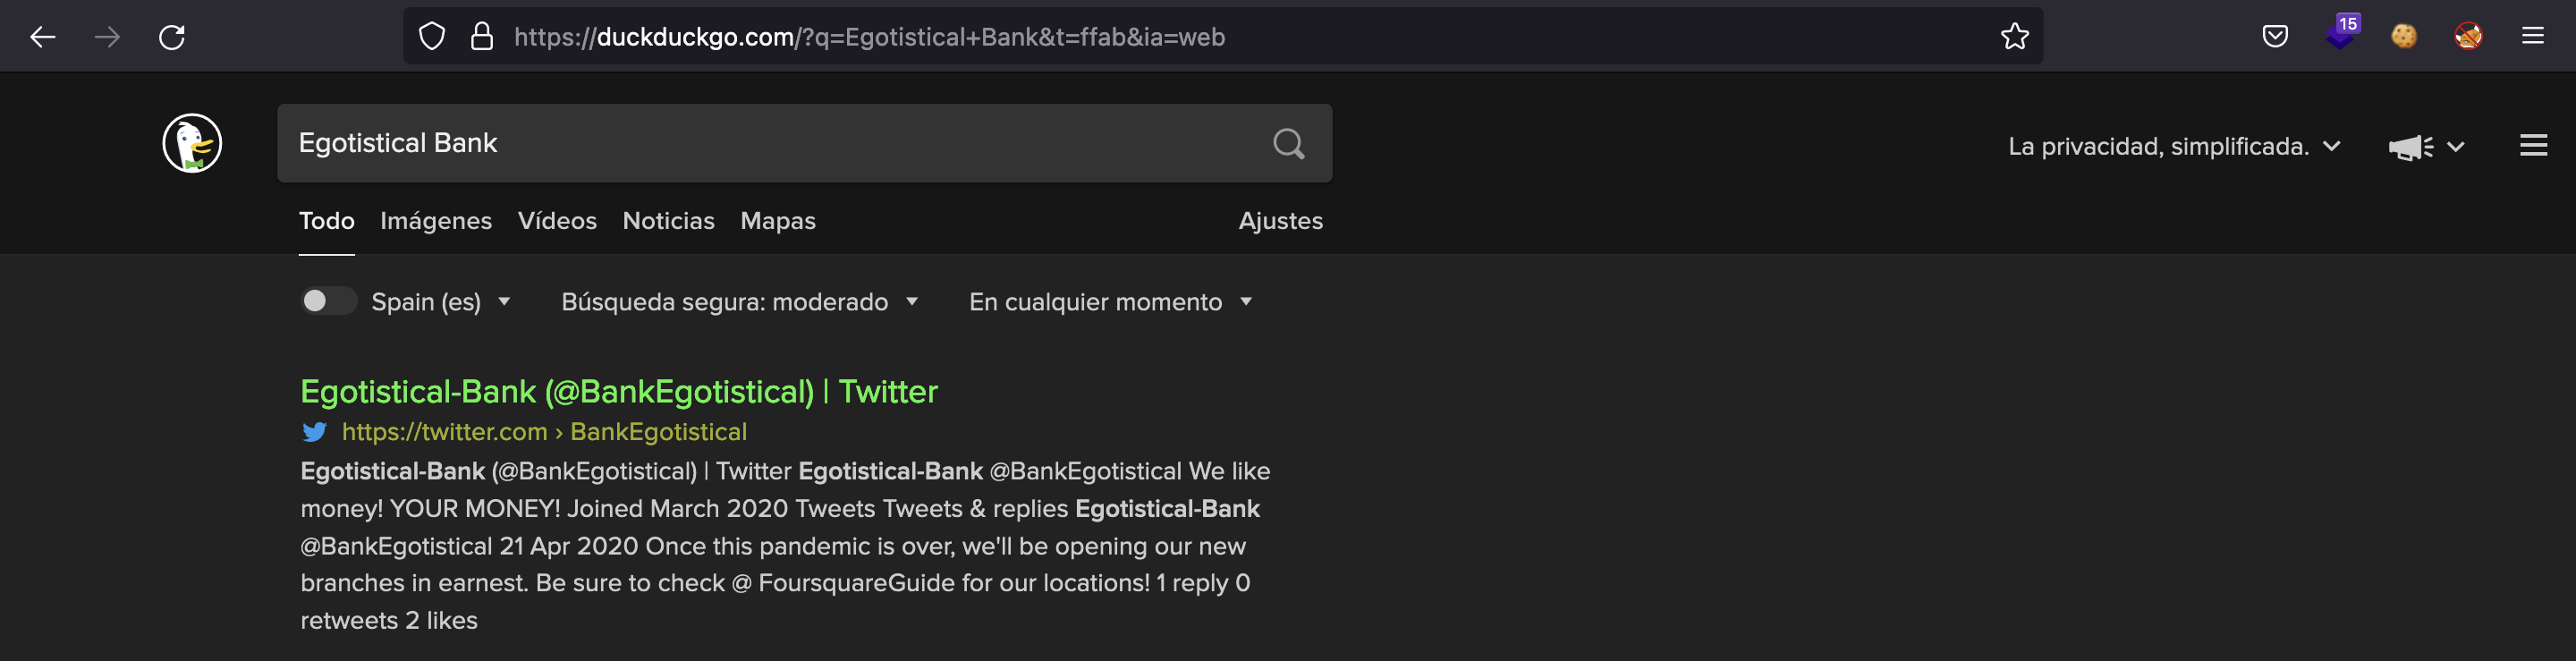 https://duckduckgo.com/?q=Egotistical+Bank&t=ffab&ia=web
15
Egotistical Bank
La privacidad, simplificada.
Todo Imágenes Vídeos Noticias Mapas Ajustes
Spain (es) Búsqueda segura: moderado En cualquier momento
Egotistical-Bank (@BankEgotistical) | Twitter
https://twitter.com › BankEgotistical
Egotistical-Bank (@BankEgotistical) | Twitter Egotistical-Bank @BankEgotistical We like
money! YOUR MONEY! Joined March 2020 Tweets Tweets & replies Egotistical-Bank
@BankEgotistical 21 Apr 2020 Once this pandemic is over, we'll be opening our new
branches in earnest. Be sure to check @ FoursquareGuide for our locations! 1 reply 0
retweets 2 likes